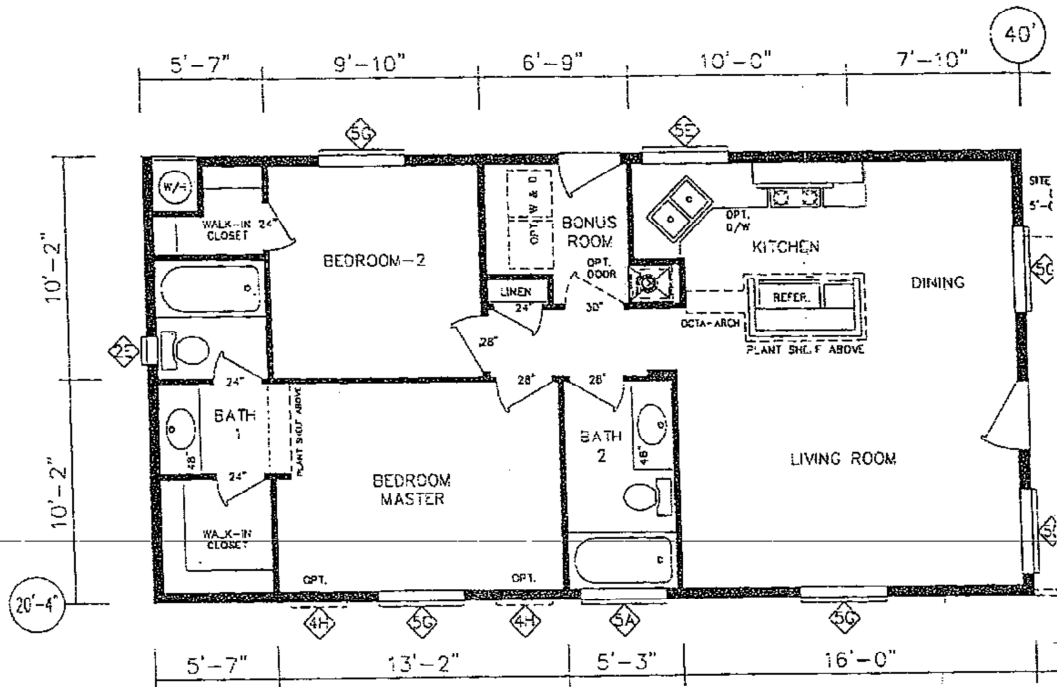 40'
5'-7" 9'-10" 6'-9" 10'-0" 7'-10"
5G 5E
W/H
WALK-IN
CLOSET
24"
BEDROOM-2
OPT. W & D
BONUS
ROOM
OPT.
DOOR
OPT.
D/W
KITCHEN
DINING
SITE
10'-2"
LINEN
24"
30"
REFER.
OCTA-ARCH
PLANT SHELF ABOVE
28"
28"
28"
24"
BATH
1
48"
PLANT SHELF ABOVE
24"
BEDROOM
MASTER
BATH
2
48"
LIVING ROOM
10'-2"
WALK-IN
CLOSET
OPT. OPT.
20'-4"
4H 5G 4H 5A 5G
5'-7" 13'-2" 5'-3" 16'-0"